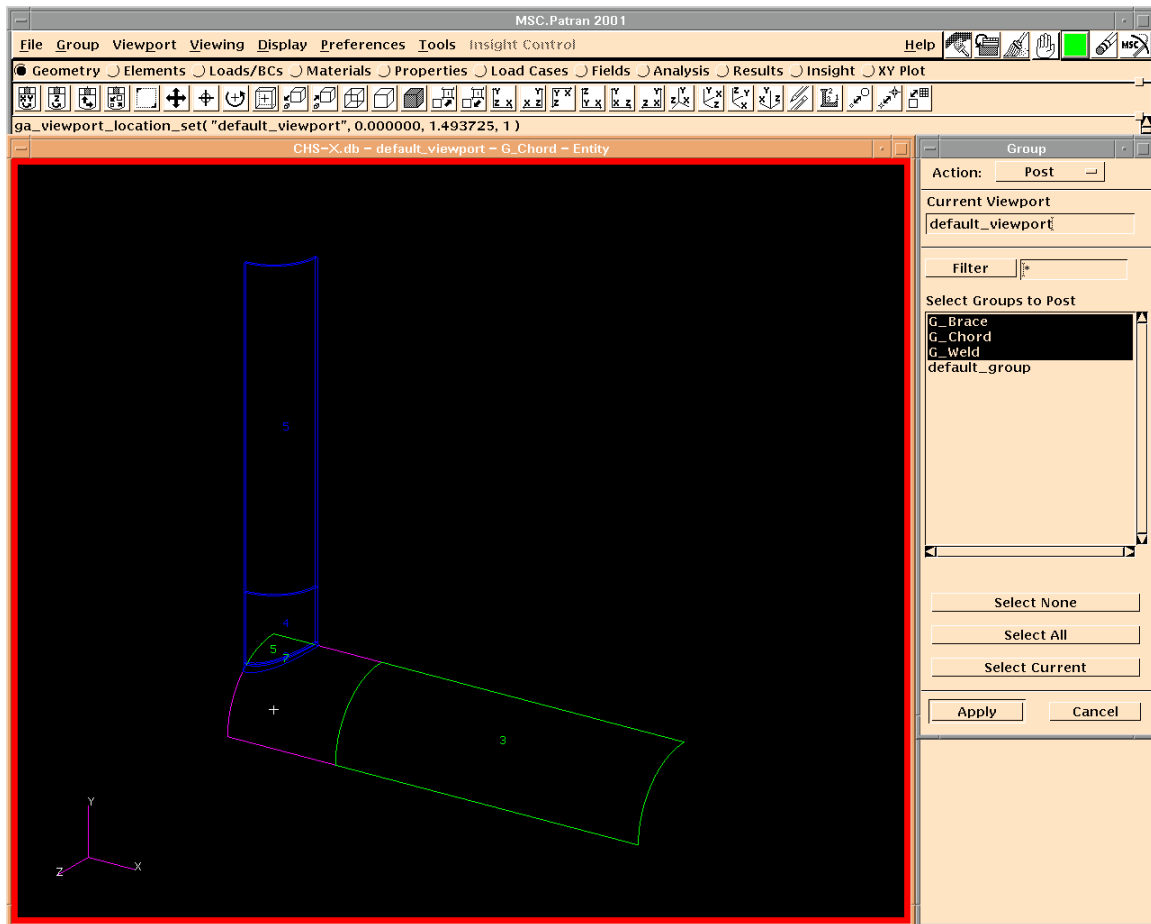 MSC.Patran 2001
File Group Viewport Viewing Display Preferences Tools Insight Control Help
MSC
Geometry Elements Loads/BCs Materials Properties Load Cases Fields Analysis Results Insight XY Plot
ga_viewport_location_set( "default_viewport", 0.000000, 1.493725, 1 )
CHS-X.db - default_viewport - G_Chord - Entity
Group
Action: Post
Current Viewport
default_viewport
Filter *
Select Groups to Post
G_Brace
G_Chord
G_Weld
default_group
Select None
Select All
Select Current
Apply Cancel
5
4
5
7
3
Y
Z X